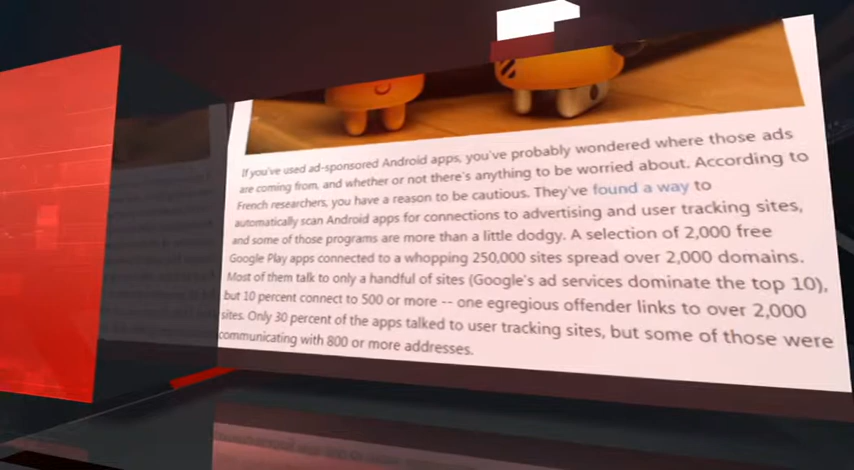 If you've used ad-sponsored Android apps, you've probably wondered where those ads
are coming from, and whether or not there's anything to be worried about. According to
French researchers, you have a reason to be cautious. They've found a way to
automatically scan Android apps for connections to advertising and user tracking sites,
and some of those programs are more than a little dodgy. A selection of 2,000 free
Google Play apps connected to a whopping 250,000 sites spread over 2,000 domains.
Most of them talk to only a handful of sites (Google's ad services dominate the top 10),
but 10 percent connect to 500 or more -- one egregious offender links to over 2,000
sites. Only 30 percent of the apps talked to user tracking sites, but some of those were
communicating with 800 or more addresses.